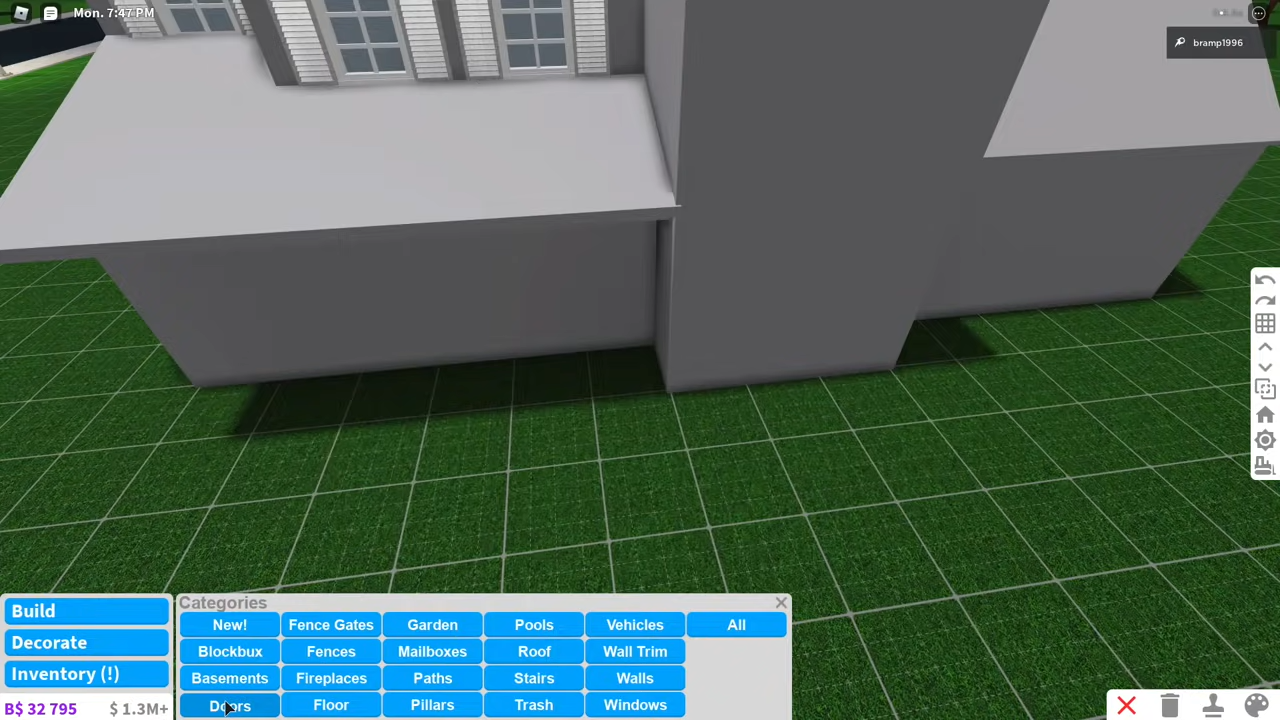 Mon. 7:47 PM
bramp1996
Build
Decorate
Inventory (!)
B$ 32 795 $ 1.3M+
Categories
New! Fence Gates Garden Pools Vehicles All
Blockbux Fences Mailboxes Roof Wall Trim
Basements Fireplaces Paths Stairs Walls
Doors Floor Pillars Trash Windows